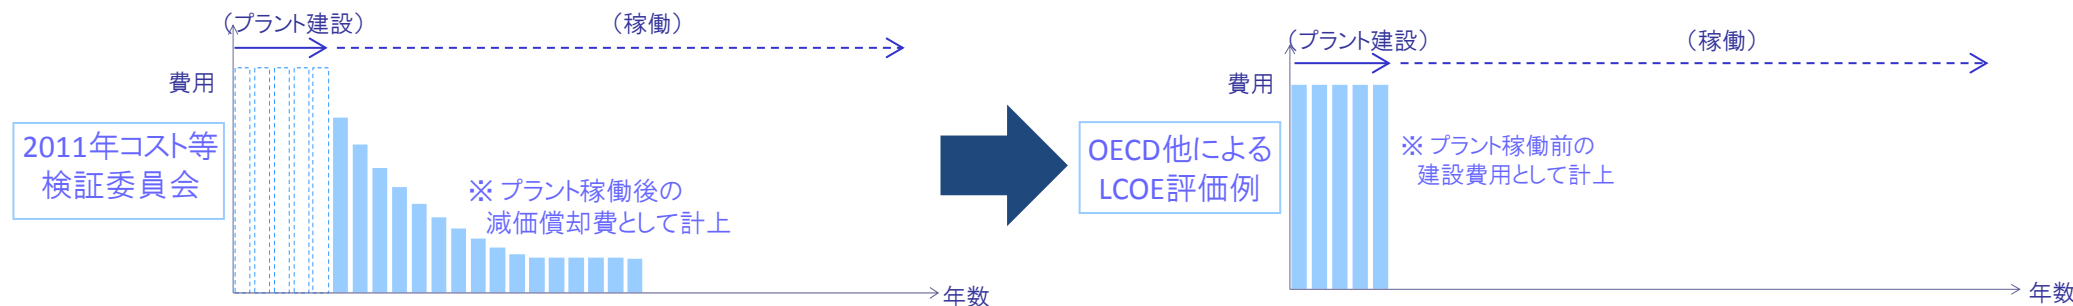 （プラント建設）
（稼働）
費用
2011年コスト等
検証委員会
※ プラント稼働後の
減価償却費として計上
年数
（プラント建設）
（稼働）
費用
OECD他による
LCOE評価例
※ プラント稼働前の
建設費用として計上
年数